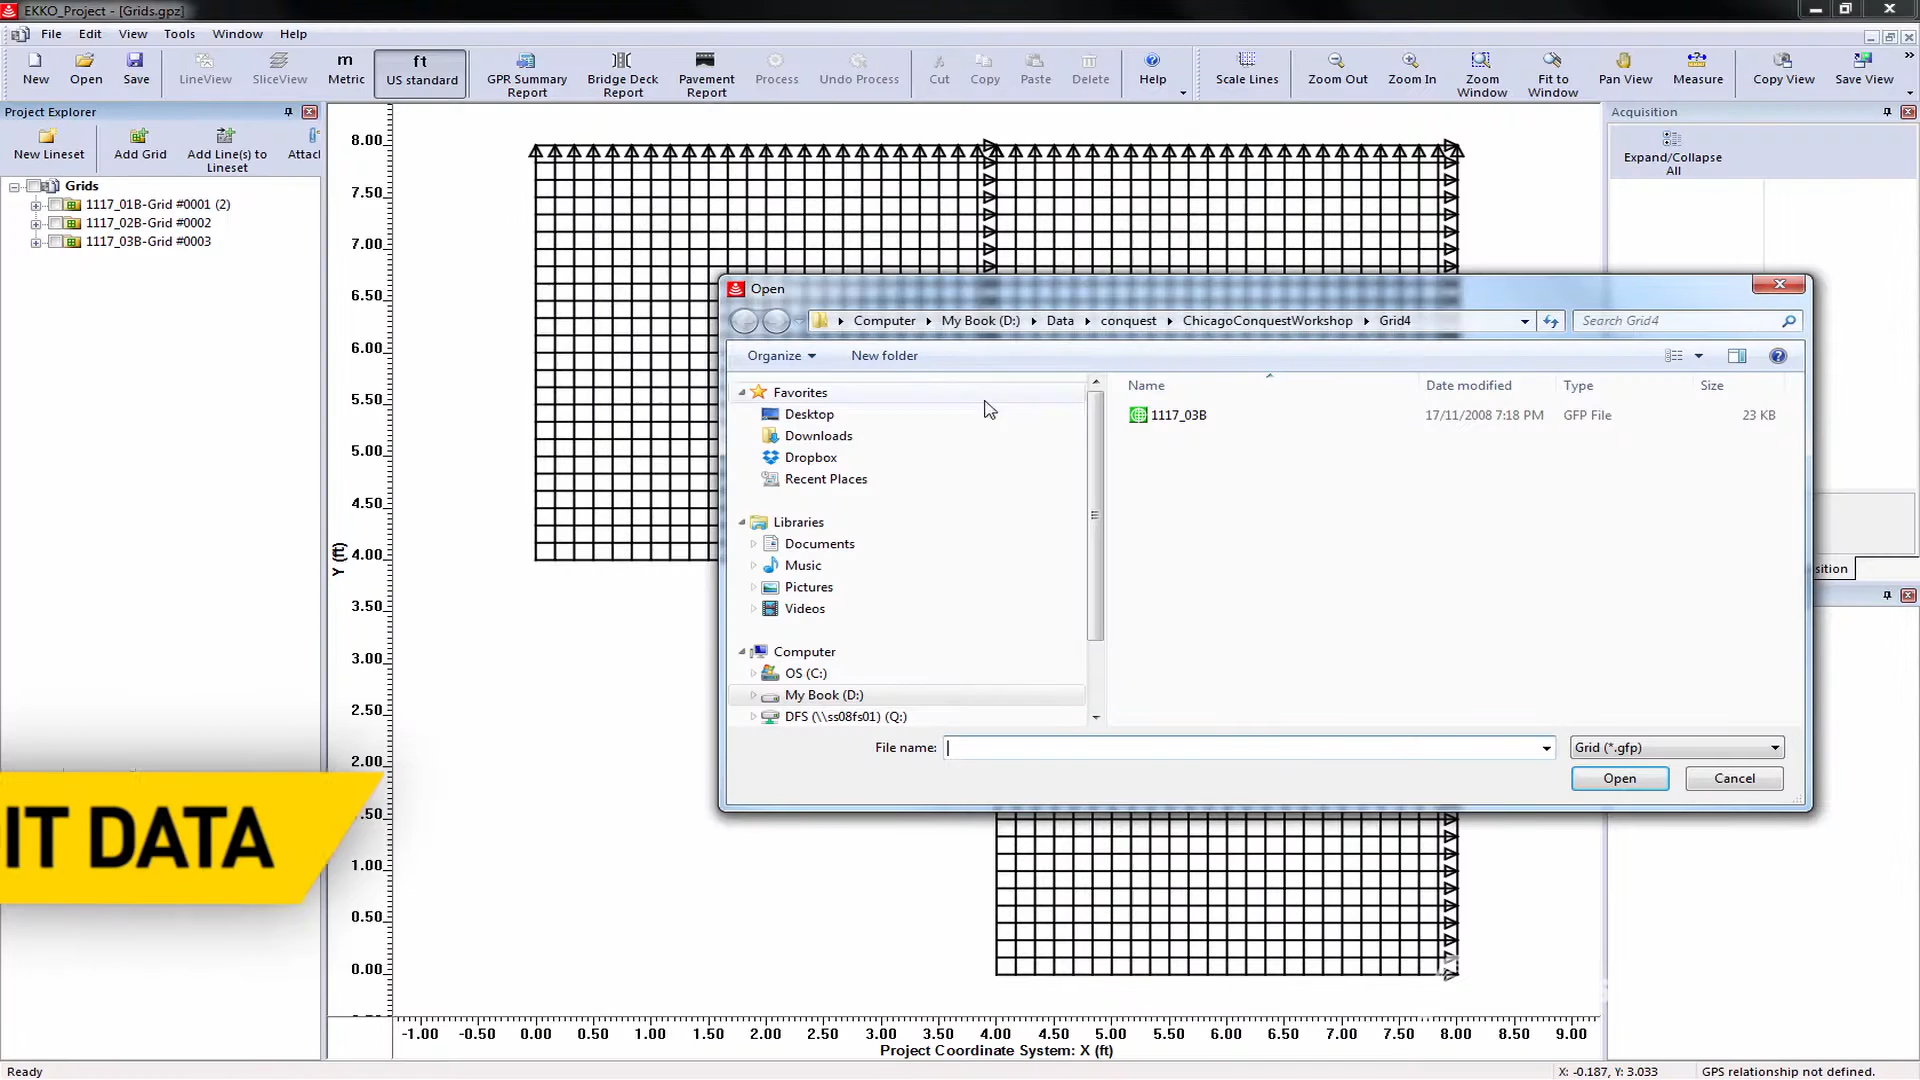 EKKO_Project - [Grids.gpz]
File Edit View Tools Window Help
New Open Save LineView SliceView Metric US standard GPR Summary Report Bridge Deck Report Pavement Report Process Undo Process Cut Copy Paste Delete Help Scale Lines Zoom Out Zoom In Zoom Window Fit to Window Pan View Measure Copy View Save View
m ft
Project Explorer
New Lineset Add Grid Add Line(s) to Lineset Attacl
Grids
1117_01B-Grid #0001 (2)
1117_02B-Grid #0002
1117_03B-Grid #0003
8.00
7.50
7.00
6.50
6.00
5.50
5.00
4.50
4.00
3.50
3.00
2.50
2.00
1.50
1.00
0.50
0.00
Y (ft)
-1.00 -0.50 0.00 0.50 1.00 1.50 2.00 2.50 3.00 3.50 4.00 4.50 5.00 5.50 6.00 6.50 7.00 7.50 8.00 8.50 9.00
Project Coordinate System: X (ft)
Acquisition
Expand/Collapse All
sition
Open
Computer My Book (D:) Data conquest ChicagoConquestWorkshop Grid4
Search Grid4
Organize New folder
Favorites
Desktop
Downloads
Dropbox
Recent Places
Libraries
Documents
Music
Pictures
Videos
Computer
OS (C:)
My Book (D:)
DFS (\\ss08fs01) (Q:)
Name Date modified Type Size
1117_03B 17/11/2008 7:18 PM GFP File 23 KB
File name: Grid (*.gfp)
Open Cancel
IT DATA
Ready X: -0.187, Y: 3.033 GPS relationship not defined.